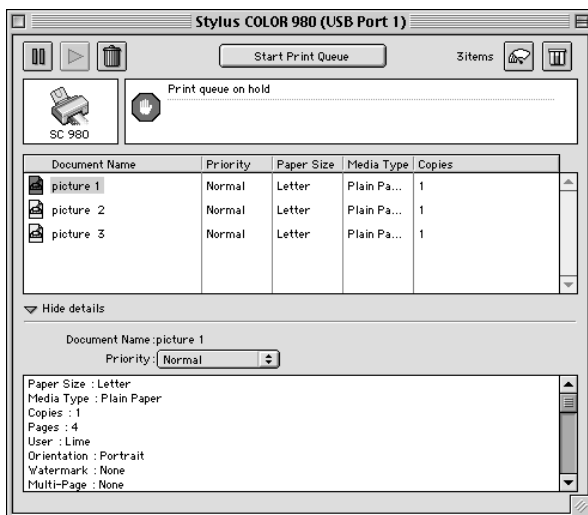 Stylus COLOR 980 (USB Port 1)
Start Print Queue
3items
SC 980
Print queue on hold
Document Name Priority Paper Size Media Type Copies
picture 1 Normal Letter Plain Pa... 1
picture 2 Normal Letter Plain Pa... 1
picture 3 Normal Letter Plain Pa... 1
Hide details
Document Name :picture 1
Priority: Normal
Paper Size : Letter
Media Type : Plain Paper
Copies : 1
Pages : 4
User : Lime
Orientation : Portrait
Watermark : None
Multi-Page : None